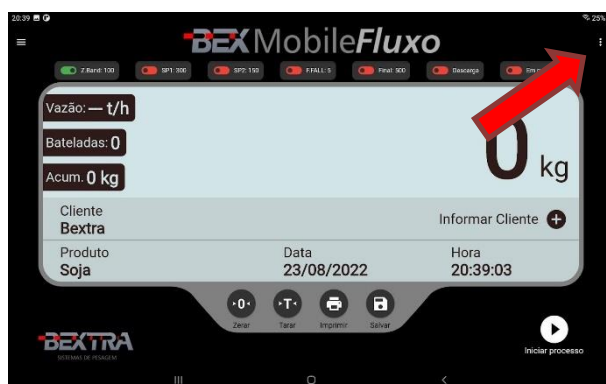 20:39
25%
BEX MobileFluxo
Z.Band: 100
SP1: 300
SP2: 150
F.FALL: 5
Final: 500
Descarga
Vazão: — t/h
Bateladas: 0
Acum. 0 kg
0 kg
Cliente
Bextra
Informar Cliente
Produto
Soja
Data
23/08/2022
Hora
20:39:03
0
T
Zerar
Tarar
Imprimir
Salvar
BEXTRA
SISTEMAS DE PESAGEM
Iniciar processo